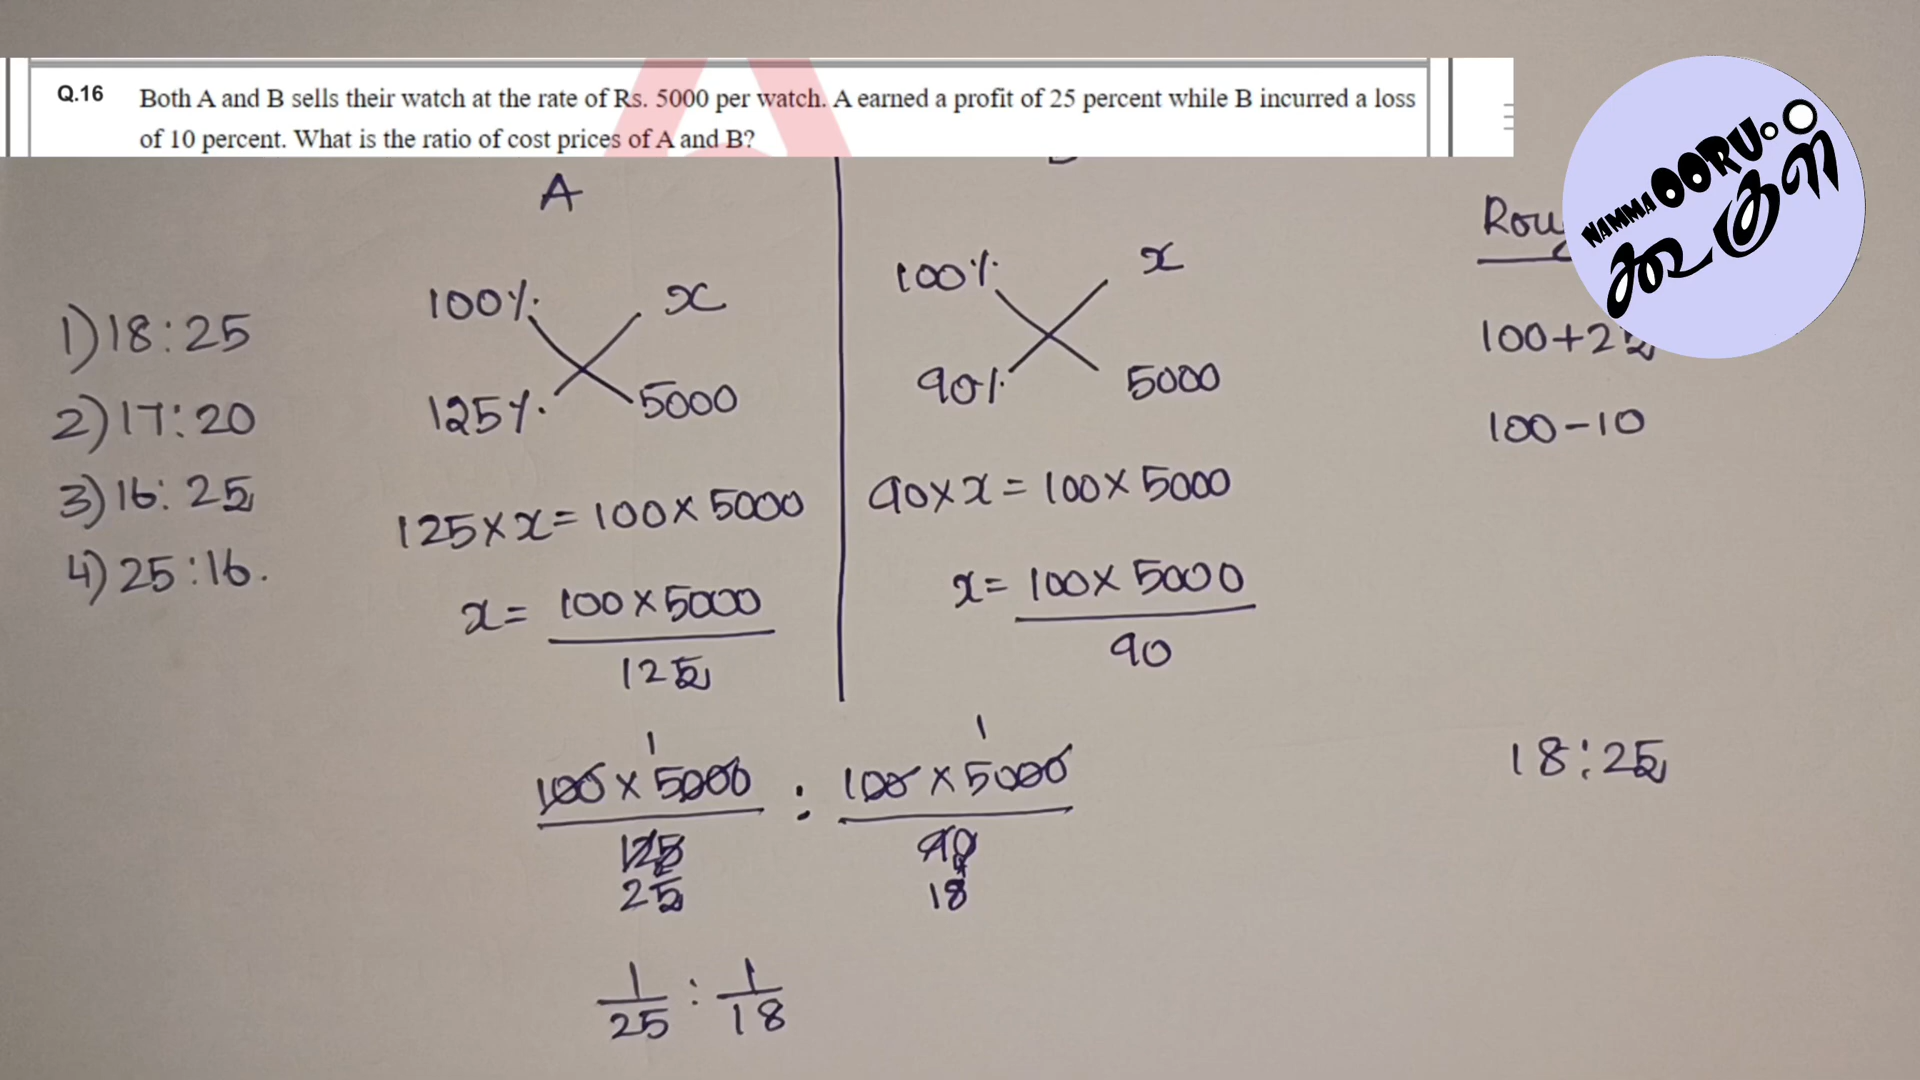 Q.16 Both A and B sells their watch at the rate of Rs. 5000 per watch. A earned a profit of 25 percent while B incurred a loss
of 10 percent. What is the ratio of cost prices of A and B?
NAMMA OORU
குரல்
A
1) 18:25
2) 17:20
3) 16:25
4) 25:16.
100% x
125% 5000
125 × x = 100 × 5000
x = 100 × 5000
125
100% x
90% 5000
90 × x = 100 × 5000
x = 100 × 5000
90
100+25
100-10
1 1
100 × 5000 : 100 × 5000
125 90
25 18
1 : 1
25 18
18:25